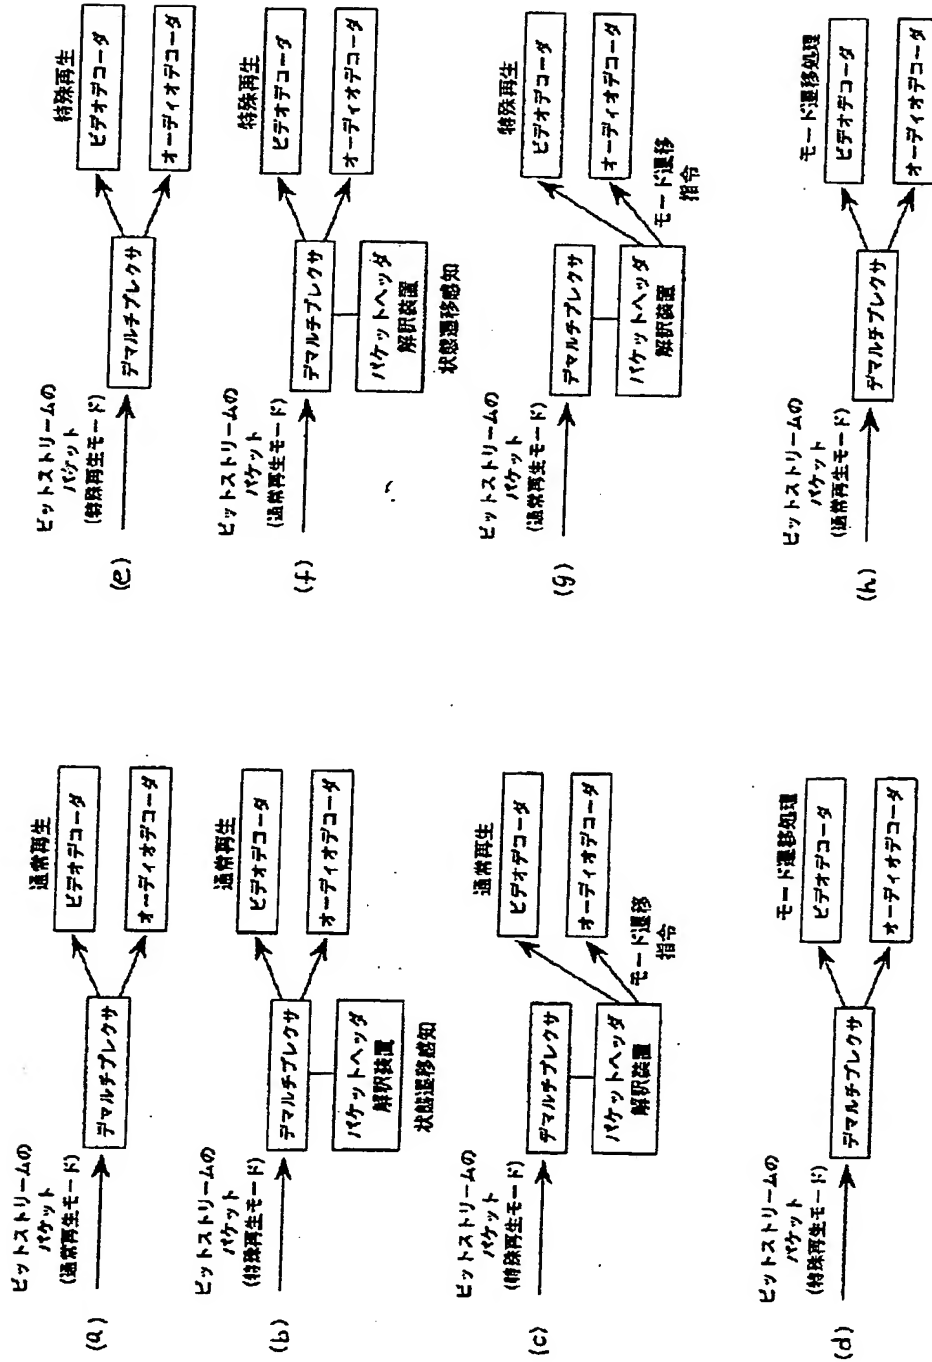 (a)
ビットストリームの
パケット
(通常再生モード)
デマルチプレクサ
通常再生
ビデオデコーダ
オーディオデコーダ
(b)
ビットストリームの
パケット
(特殊再生モード)
デマルチプレクサ
パケットヘッダ
解釈装置
状態遷移感知
通常再生
ビデオデコーダ
オーディオデコーダ
(c)
ビットストリームの
パケット
(特殊再生モード)
デマルチプレクサ
パケットヘッダ
解釈装置
モード遷移
指令
通常再生
ビデオデコーダ
オーディオデコーダ
(d)
ビットストリームの
パケット
(特殊再生モード)
デマルチプレクサ
モード遷移処理
ビデオデコーダ
オーディオデコーダ
(e)
ビットストリームの
パケット
(特殊再生モード)
デマルチプレクサ
特殊再生
ビデオデコーダ
オーディオデコーダ
(f)
ビットストリームの
パケット
(通常再生モード)
デマルチプレクサ
パケットヘッダ
解釈装置
状態遷移感知
特殊再生
ビデオデコーダ
オーディオデコーダ
(g)
ビットストリームの
パケット
(通常再生モード)
デマルチプレクサ
パケットヘッダ
解釈装置
モード遷移
指令
特殊再生
ビデオデコーダ
オーディオデコーダ
(h)
ビットストリームの
パケット
(通常再生モード)
デマルチプレクサ
モード遷移処理
ビデオデコーダ
オーディオデコーダ